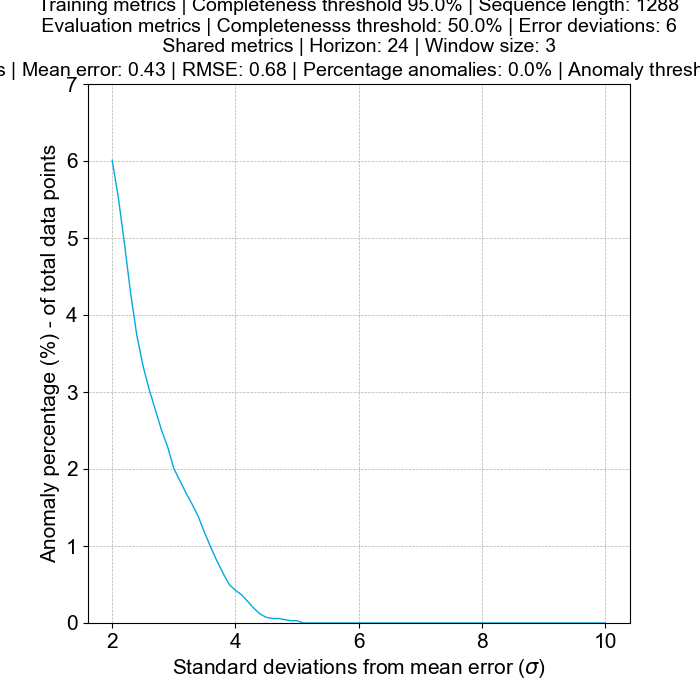 Training metrics | Completeness threshold 95.0% | Sequence length: 1288
Evaluation metrics | Completenesss threshold: 50.0% | Error deviations: 6
Shared metrics | Horizon: 24 | Window size: 3
s | Mean error: 0.43 | RMSE: 0.68 | Percentage anomalies: 0.0% | Anomaly thresh
7
6
5
4
3
2
1
0
Anomaly percentage (%) - of total data points
2 4 6 8 10
Standard deviations from mean error (σ)